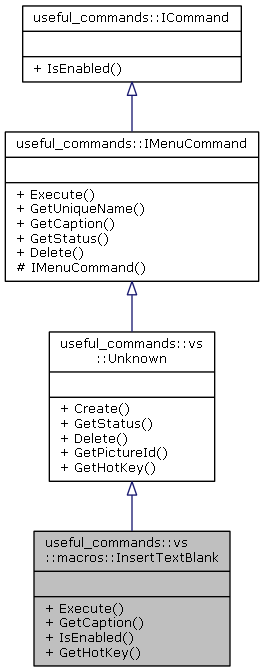 useful_commands::ICommand
+ IsEnabled()
useful_commands::IMenuCommand
+ Execute()
+ GetUniqueName()
+ GetCaption()
+ GetStatus()
+ Delete()
# IMenuCommand()
useful_commands::vs
::Unknown
+ Create()
+ GetStatus()
+ Delete()
+ GetPictureId()
+ GetHotKey()
useful_commands::vs
::macros::InsertTextBlank
+ Execute()
+ GetCaption()
+ IsEnabled()
+ GetHotKey()